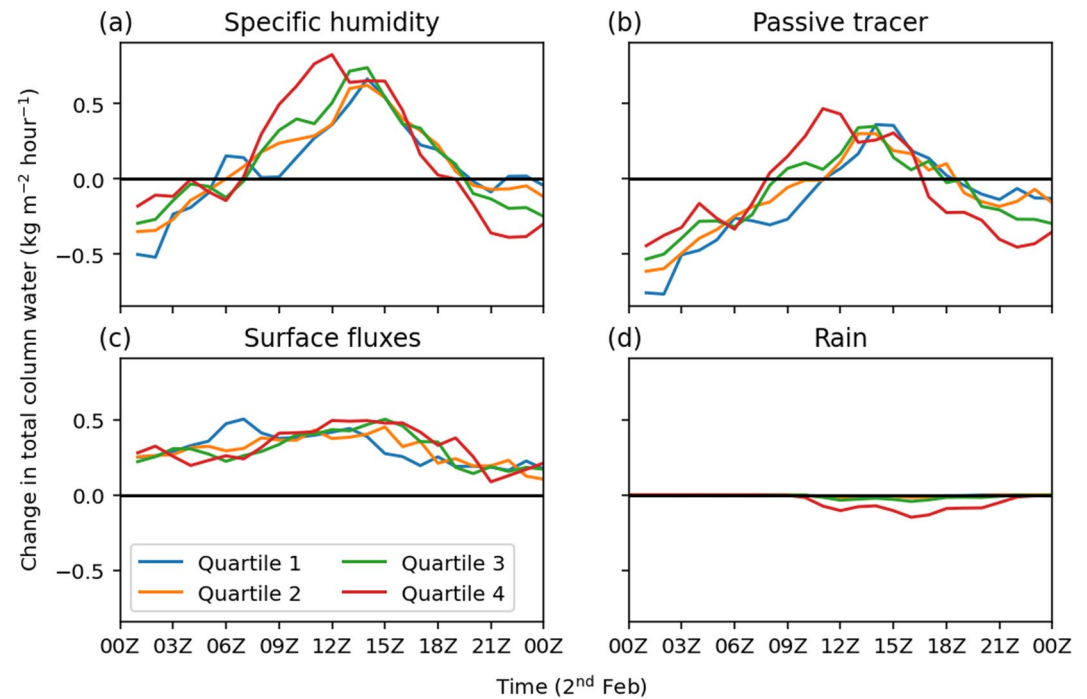 (a) Specific humidity
(b) Passive tracer
0.5
0.0
−0.5
(c) Surface fluxes
(d) Rain
0.5
0.0
−0.5
Quartile 1
Quartile 2
Quartile 3
Quartile 4
00Z 03Z 06Z 09Z 12Z 15Z 18Z 21Z 00Z
00Z 03Z 06Z 09Z 12Z 15Z 18Z 21Z 00Z
Change in total column water (kg m⁻² hour⁻¹)
Time (2ⁿᵈ Feb)